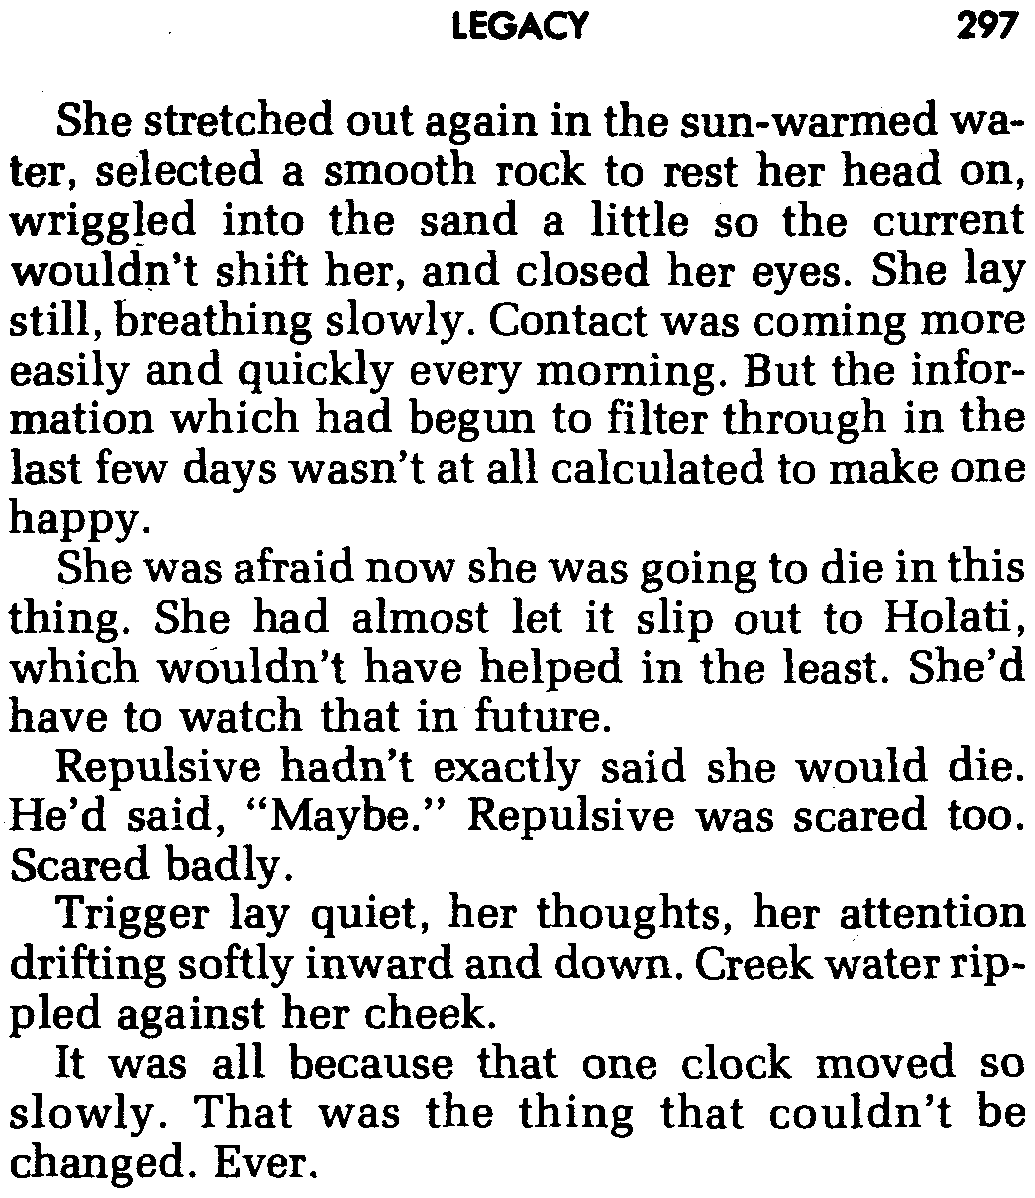 LEGACY 297
She stretched out again in the sun-warmed wa-
ter, selected a smooth rock to rest her head on,
wriggled into the sand a little so the current
wouldn't shift her, and closed her eyes. She lay
still, breathing slowly. Contact was coming more
easily and quickly every morning. But the infor-
mation which had begun to filter through in the
last few days wasn't at all calculated to make one
happy.
She was afraid now she was going to die in this
thing. She had almost let it slip out to Holati,
which wouldn't have helped in the least. She'd
have to watch that in future.
Repulsive hadn't exactly said she would die.
He'd said, "Maybe." Repulsive was scared too.
Scared badly.
Trigger lay quiet, her thoughts, her attention
drifting softly inward and down. Creek water rip-
pled against her cheek.
It was all because that one clock moved so
slowly. That was the thing that couldn't be
changed. Ever.